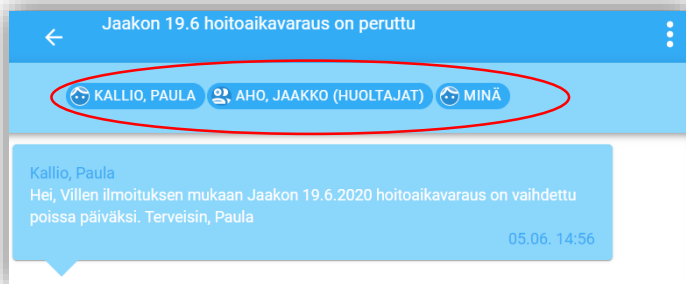 Jaakon 19.6 hoitoaikavaraus on peruttu
KALLIO, PAULA AHO, JAAKKO (HUOLTAJAT) MINÄ
Kallio, Paula
Hei, Villen ilmoituksen mukaan Jaakon 19.6.2020 hoitoaikavaraus on vaihdettu
poissa päiväksi. Terveisin, Paula
05.06. 14:56